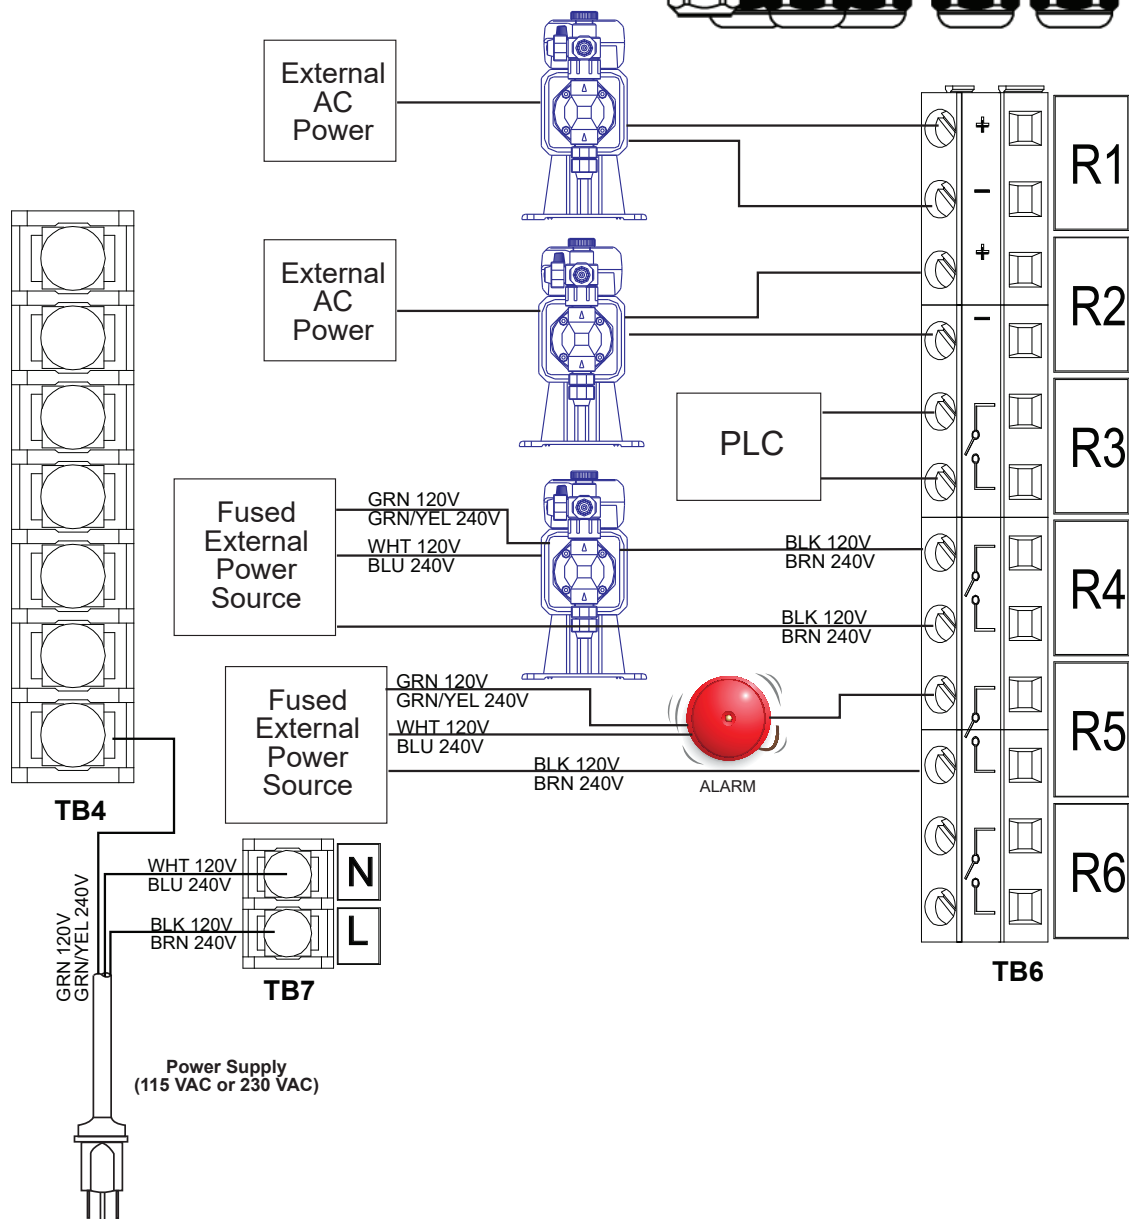 External
AC
Power
+
−
R1
External
AC
Power
+
−
R2
PLC
R3
Fused
External
Power
Source
GRN 120V
GRN/YEL 240V
WHT 120V
BLU 240V
BLK 120V
BRN 240V
BLK 120V
BRN 240V
R4
Fused
External
Power
Source
GRN 120V
GRN/YEL 240V
WHT 120V
BLU 240V
BLK 120V
BRN 240V
ALARM
R5
R6
TB4
TB6
WHT 120V
BLU 240V
N
BLK 120V
BRN 240V
L
TB7
GRN 120V
GRN/YEL 240V
Power Supply
(115 VAC or 230 VAC)